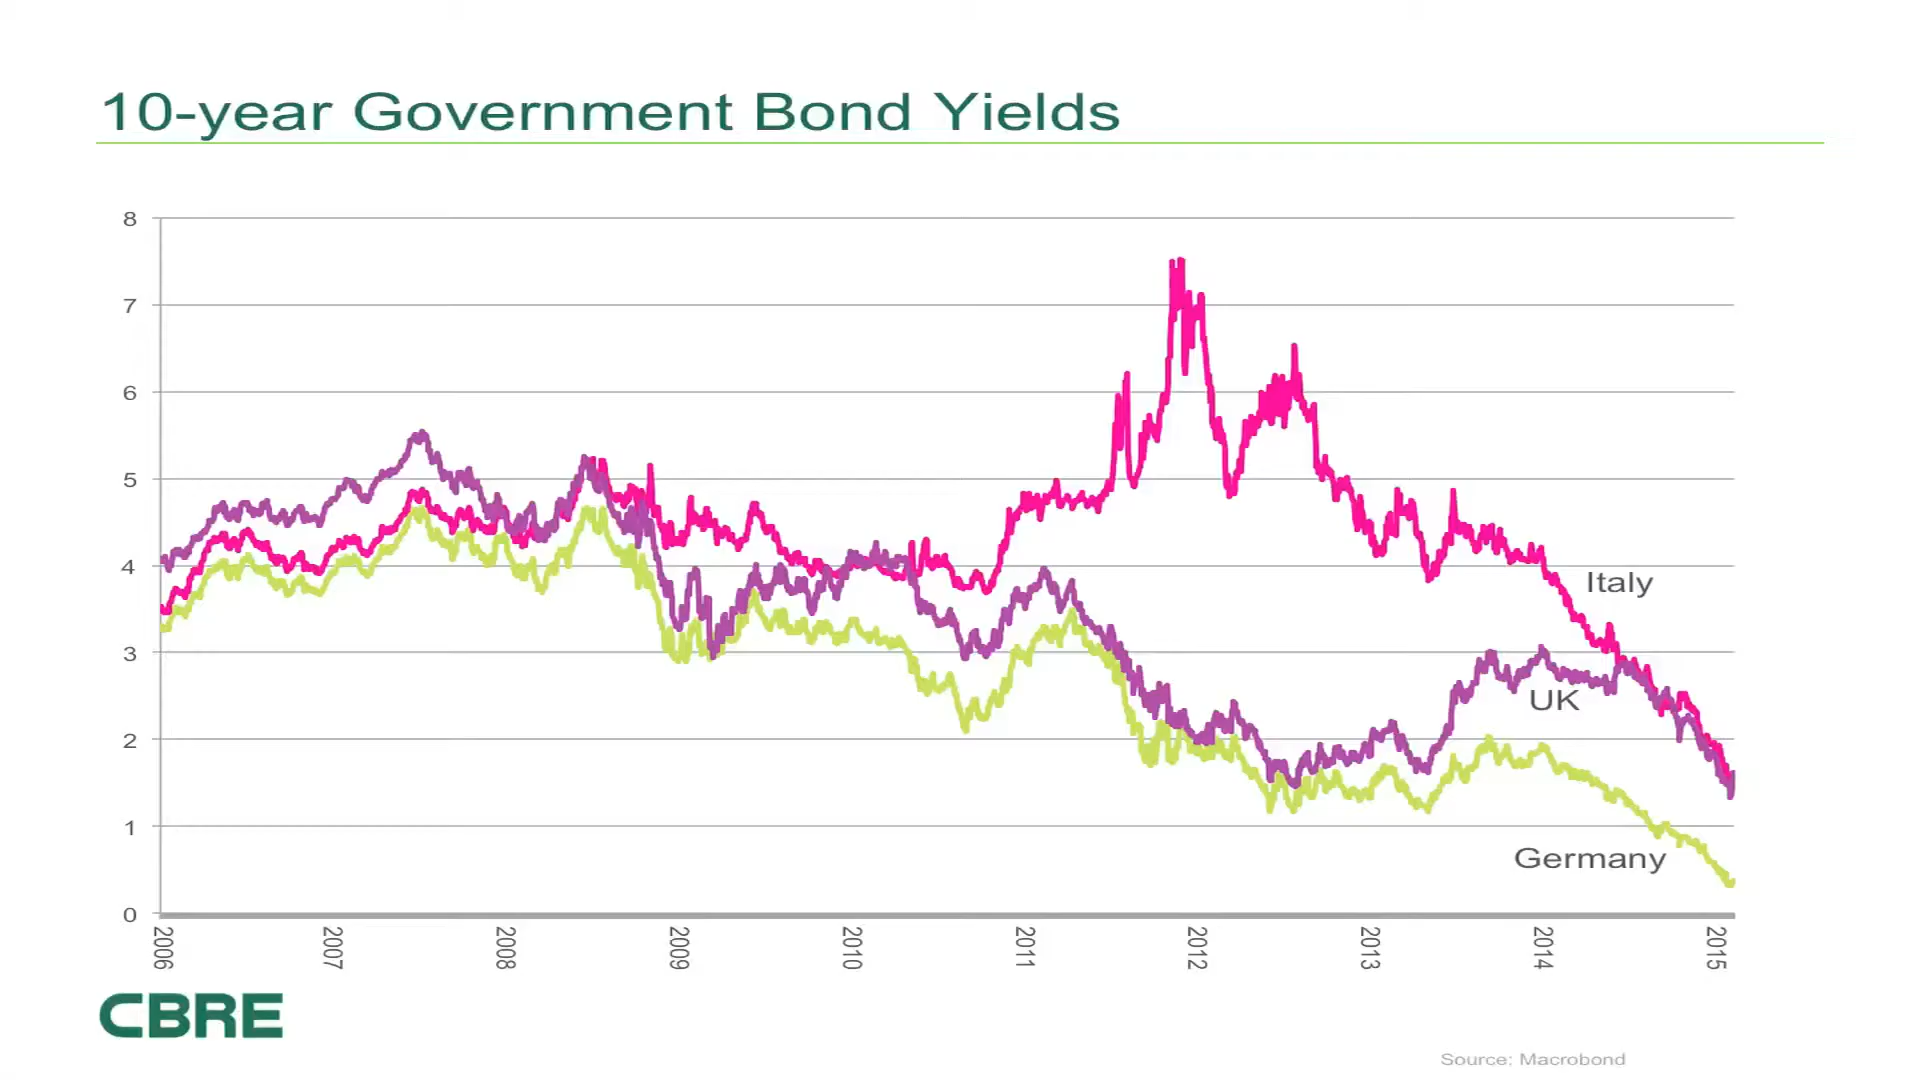 10-year Government Bond Yields
8
7
6
5
4
3
2
1
0
Italy
UK
Germany
2006 2007 2008 2009 2010 2011 2012 2013 2014 2015
CBRE
Source: Macrobond